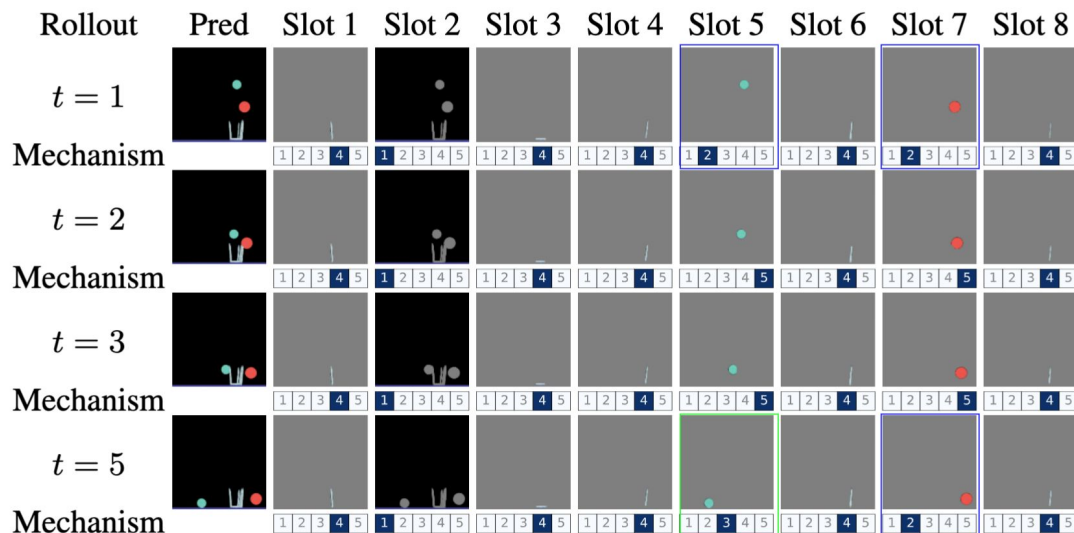 Rollout Pred Slot 1 Slot 2 Slot 3 Slot 4 Slot 5 Slot 6 Slot 7 Slot 8
t = 1
Mechanism 1 2 3 4 5 1 2 3 4 5 1 2 3 4 5 1 2 3 4 5 1 2 3 4 5 1 2 3 4 5 1 2 3 4 5 1 2 3 4 5
t = 2
Mechanism 1 2 3 4 5 1 2 3 4 5 1 2 3 4 5 1 2 3 4 5 1 2 3 4 5 1 2 3 4 5 1 2 3 4 5 1 2 3 4 5
t = 3
Mechanism 1 2 3 4 5 1 2 3 4 5 1 2 3 4 5 1 2 3 4 5 1 2 3 4 5 1 2 3 4 5 1 2 3 4 5 1 2 3 4 5
t = 5
Mechanism 1 2 3 4 5 1 2 3 4 5 1 2 3 4 5 1 2 3 4 5 1 2 3 4 5 1 2 3 4 5 1 2 3 4 5 1 2 3 4 5